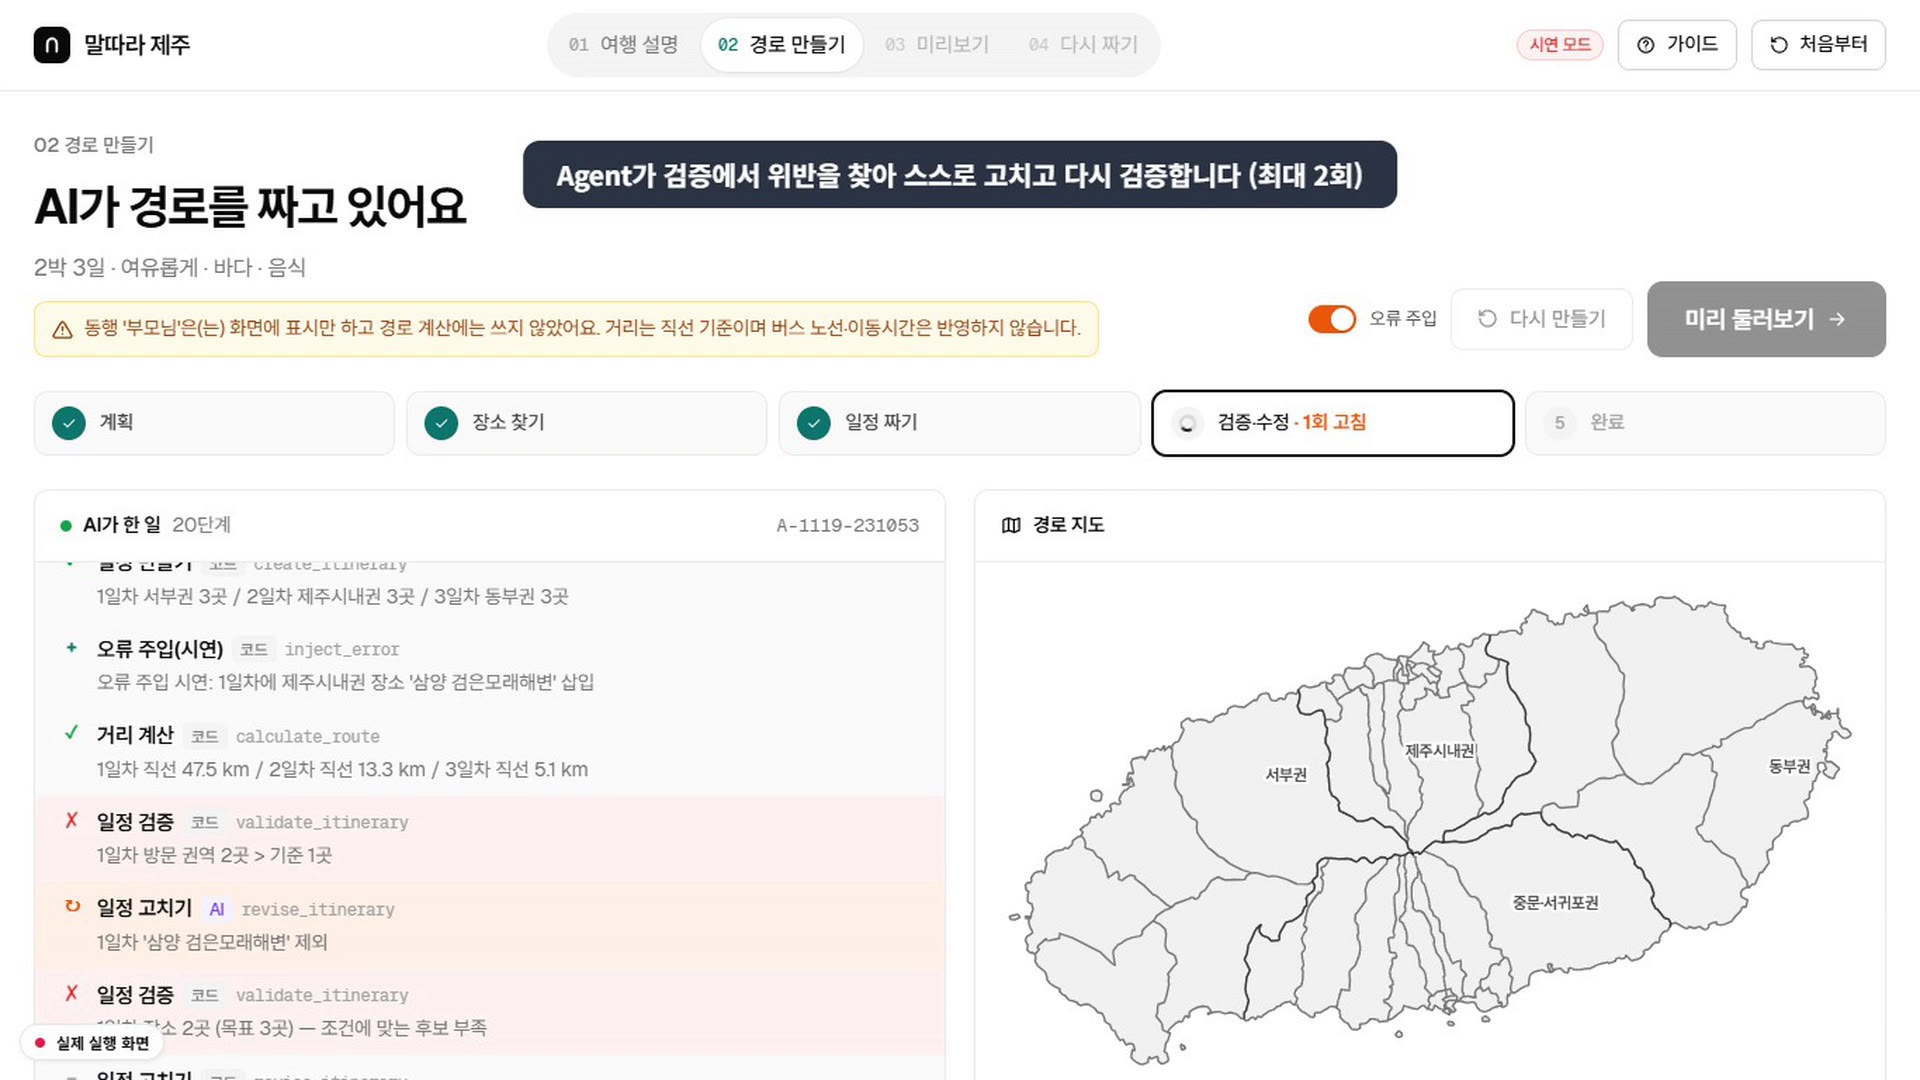 말따라 제주
01 여행 설명
02 경로 만들기
03 미리보기
04 다시 짜기
시연 모드
가이드
처음부터
02 경로 만들기
AI가 경로를 짜고 있어요
Agent가 검증에서 위반을 찾아 스스로 고치고 다시 검증합니다 (최대 2회)
2박 3일 · 여유롭게 · 바다 · 음식
동행 '부모님'은(는) 화면에 표시만 하고 경로 계산에는 쓰지 않았어요. 거리는 직선 기준이며 버스 노선·이동시간은 반영하지 않습니다.
오류 주입
다시 만들기
미리 둘러보기 →
계획
장소 찾기
일정 짜기
검증·수정 · 1회 고침
5 완료
AI가 한 일 20단계
A-1119-231053
일정 만들기 코드 create_itinerary
1일차 서부권 3곳 / 2일차 제주시내권 3곳 / 3일차 동부권 3곳
+ 오류 주입(시연) 코드 inject_error
오류 주입 시연: 1일차에 제주시내권 장소 '삼양 검은모래해변' 삽입
✓ 거리 계산 코드 calculate_route
1일차 직선 47.5 km / 2일차 직선 13.3 km / 3일차 직선 5.1 km
✗ 일정 검증 코드 validate_itinerary
1일차 방문 권역 2곳 > 기준 1곳
↻ 일정 고치기 AI revise_itinerary
1일차 '삼양 검은모래해변' 제외
✗ 일정 검증 코드 validate_itinerary
1일차 장소 2곳 (목표 3곳) — 조건에 맞는 후보 부족
일정 고치기 코드 revise_itinerary
실제 실행 화면
경로 지도
제주시내권
서부권
동부권
중문·서귀포권